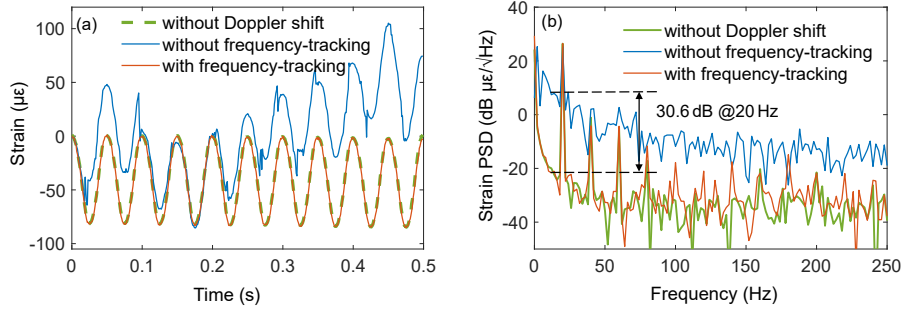 (a)
without Doppler shift
without frequency-tracking
with frequency-tracking
100
50
0
-50
-100
Strain (με)
0
0.1
0.2
0.3
0.4
0.5
Time (s)
(b)
without Doppler shift
without frequency-tracking
with frequency-tracking
30.6 dB @20 Hz
40
20
0
-20
-40
Strain PSD (dB με/√Hz)
0
50
100
150
200
250
Frequency (Hz)